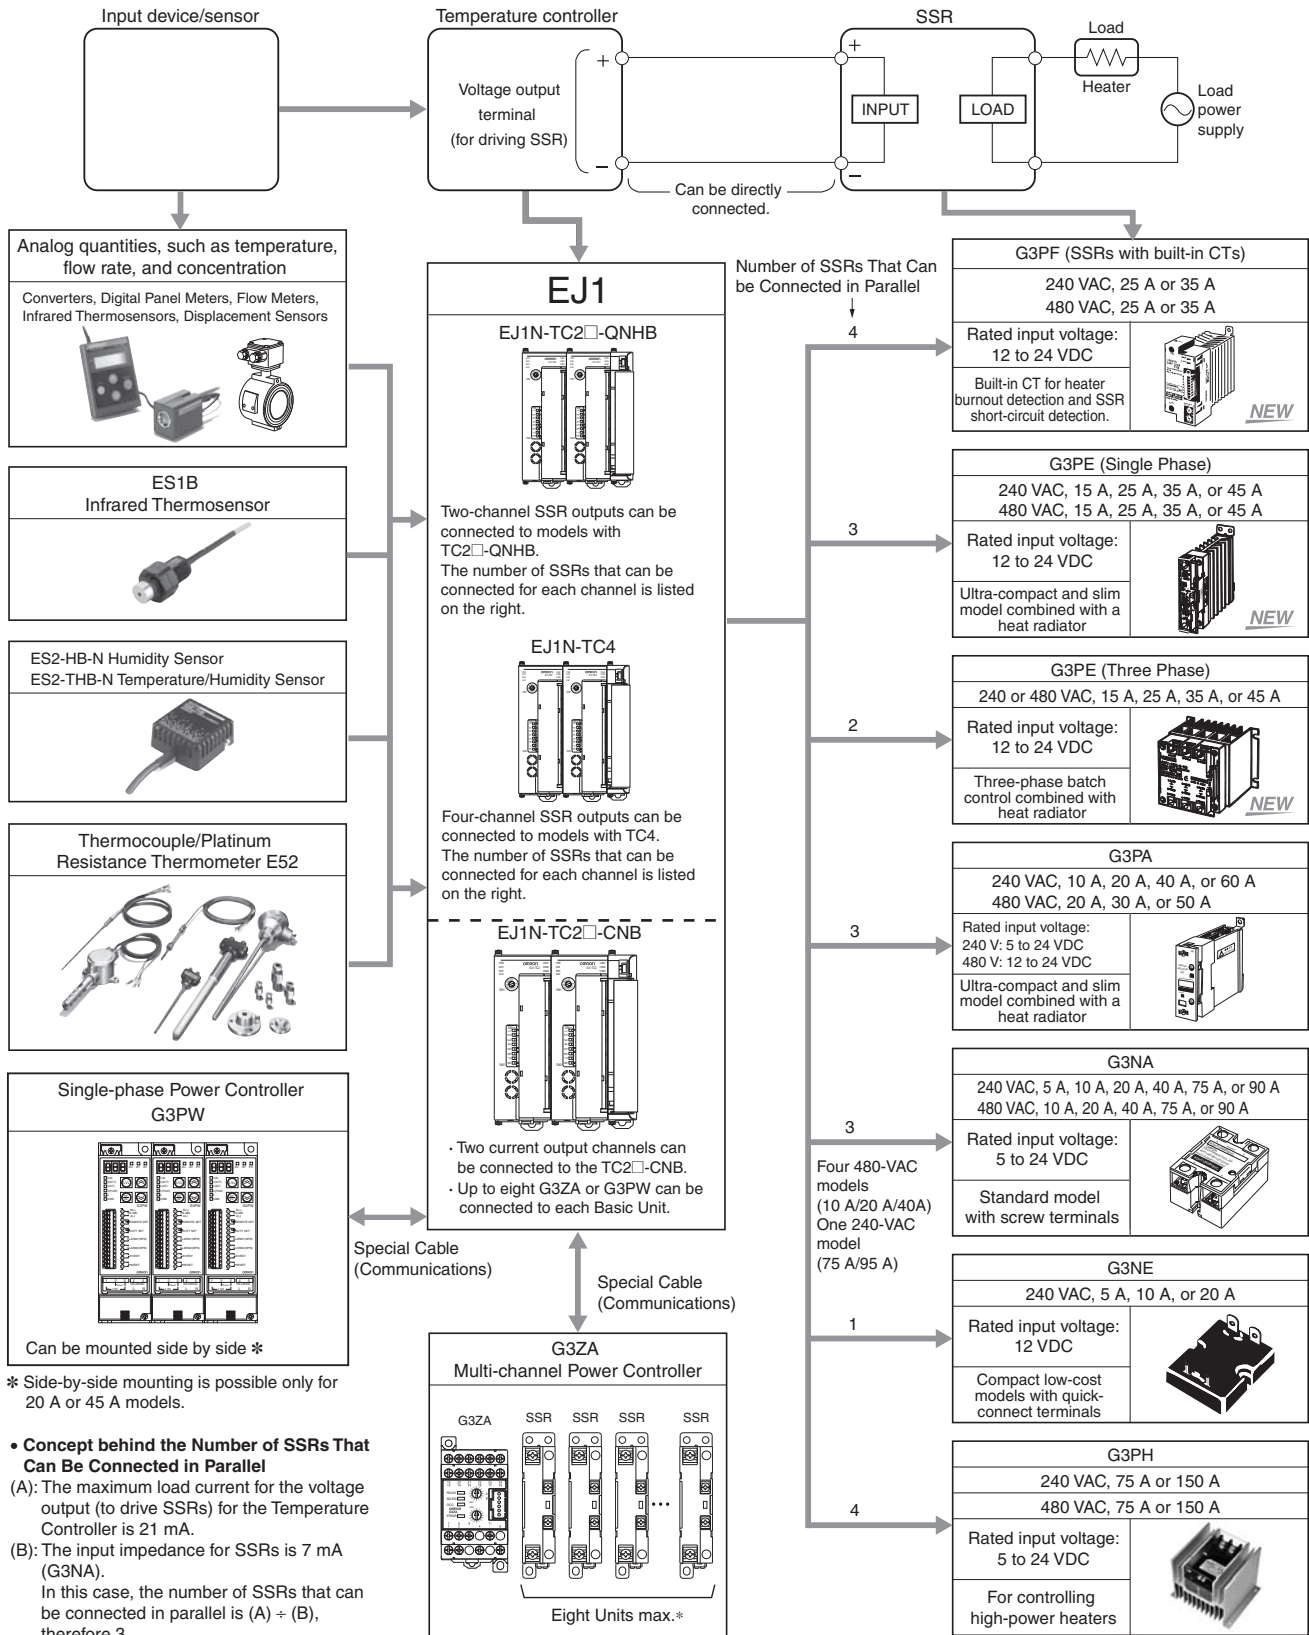 Input device/sensor
Temperature controller
SSR
Load
Heater
Load
power
supply
Voltage output
terminal
(for driving SSR)
+
−
+
−
INPUT
LOAD
Can be directly
connected.
Analog quantities, such as temperature,
flow rate, and concentration
Converters, Digital Panel Meters, Flow Meters,
Infrared Thermosensors, Displacement Sensors
ES1B
Infrared Thermosensor
ES2-HB-N Humidity Sensor
ES2-THB-N Temperature/Humidity Sensor
Thermocouple/Platinum
Resistance Thermometer E52
Single-phase Power Controller
G3PW
Can be mounted side by side ✻
✻ Side-by-side mounting is possible only for
20 A or 45 A models.
• Concept behind the Number of SSRs That
Can Be Connected in Parallel
(A): The maximum load current for the voltage
output (to drive SSRs) for the Temperature
Controller is 21 mA.
(B): The input impedance for SSRs is 7 mA
(G3NA).
In this case, the number of SSRs that can
be connected in parallel is (A) ÷ (B),
therefore 3.
EJ1
EJ1N-TC2□-QNHB
Two-channel SSR outputs can be
connected to models with
TC2□-QNHB.
The number of SSRs that can be
connected for each channel is listed
on the right.
EJ1N-TC4
Four-channel SSR outputs can be
connected to models with TC4.
The number of SSRs that can be
connected for each channel is listed
on the right.
EJ1N-TC2□-CNB
· Two current output channels can
be connected to the TC2□-CNB.
· Up to eight G3ZA or G3PW can be
connected to each Basic Unit.
Special Cable
(Communications)
Special Cable
(Communications)
G3ZA
Multi-channel Power Controller
G3ZA
SSR
SSR
SSR
SSR
Eight Units max.✻
Number of SSRs That Can
be Connected in Parallel
4
G3PF (SSRs with built-in CTs)
240 VAC, 25 A or 35 A
480 VAC, 25 A or 35 A
Rated input voltage:
12 to 24 VDC
Built-in CT for heater
burnout detection and SSR
short-circuit detection.
NEW
3
G3PE (Single Phase)
240 VAC, 15 A, 25 A, 35 A, or 45 A
480 VAC, 15 A, 25 A, 35 A, or 45 A
Rated input voltage:
12 to 24 VDC
Ultra-compact and slim
model combined with a
heat radiator
NEW
2
G3PE (Three Phase)
240 or 480 VAC, 15 A, 25 A, 35 A, or 45 A
Rated input voltage:
12 to 24 VDC
Three-phase batch
control combined with
heat radiator
NEW
3
G3PA
240 VAC, 10 A, 20 A, 40 A, or 60 A
480 VAC, 20 A, 30 A, or 50 A
Rated input voltage:
240 V: 5 to 24 VDC
480 V: 12 to 24 VDC
Ultra-compact and slim
model combined with a
heat radiator
3
Four 480-VAC
models
(10 A/20 A/40A)
One 240-VAC
model
(75 A/95 A)
G3NA
240 VAC, 5 A, 10 A, 20 A, 40 A, 75 A, or 90 A
480 VAC, 10 A, 20 A, 40 A, 75 A, or 90 A
Rated input voltage:
5 to 24 VDC
Standard model
with screw terminals
1
G3NE
240 VAC, 5 A, 10 A, or 20 A
Rated input voltage:
12 VDC
Compact low-cost
models with quick-
connect terminals
4
G3PH
240 VAC, 75 A or 150 A
480 VAC, 75 A or 150 A
Rated input voltage:
5 to 24 VDC
For controlling
high-power heaters